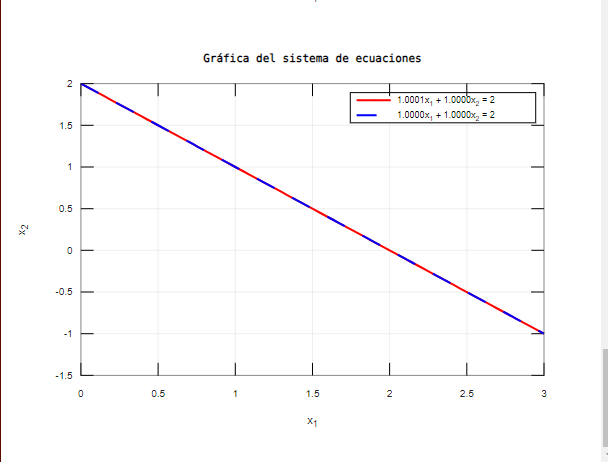 Gráfica del sistema de ecuaciones
1.0001x₁ + 1.0000x₂ = 2
1.0000x₁ + 1.0000x₂ = 2
2
1.5
1
0.5
0
-0.5
-1
-1.5
x₂
0 0.5 1 1.5 2 2.5 3
x₁